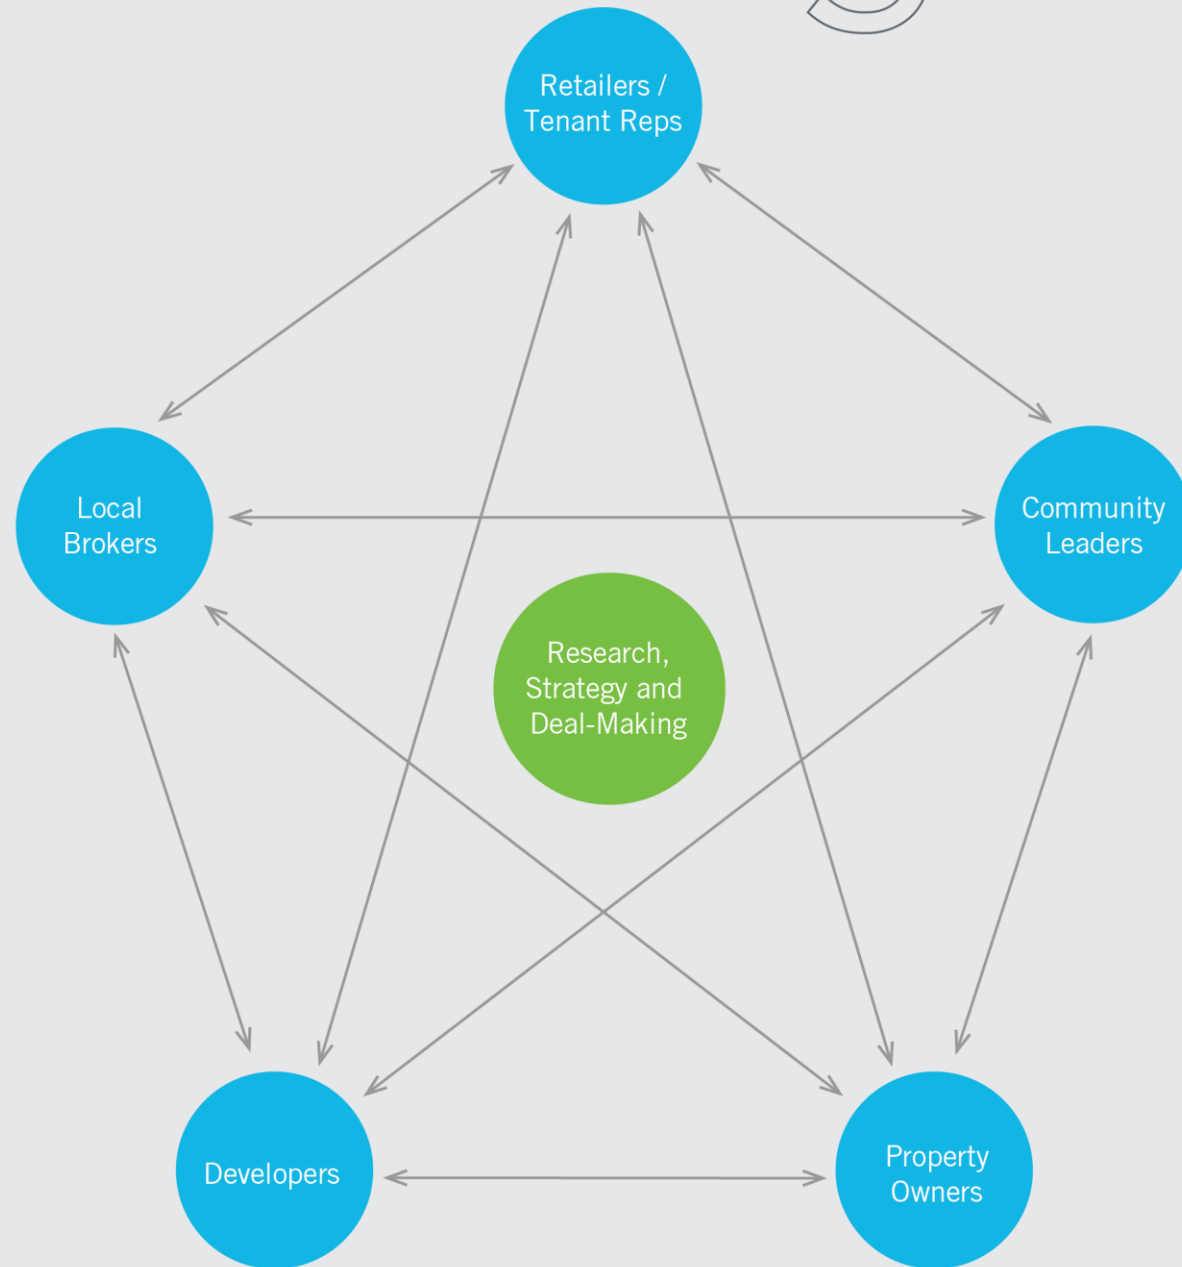 Retailers /
Tenant Reps
Local
Brokers
Community
Leaders
Research,
Strategy and
Deal-Making
Developers
Property
Owners